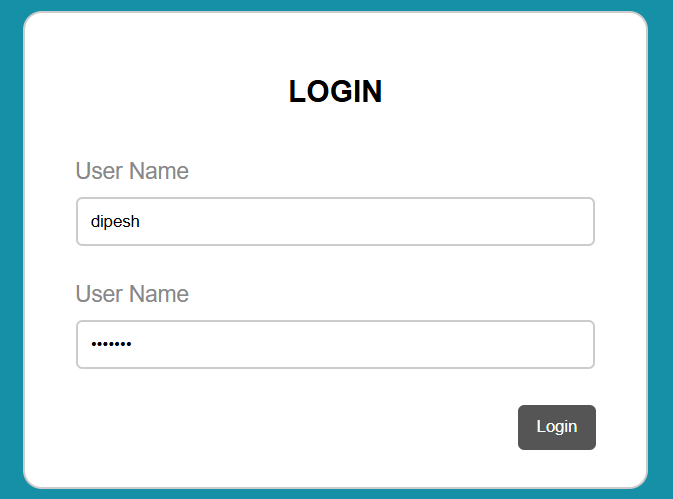 LOGIN
User Name
dipesh
User Name
•••••••
Login